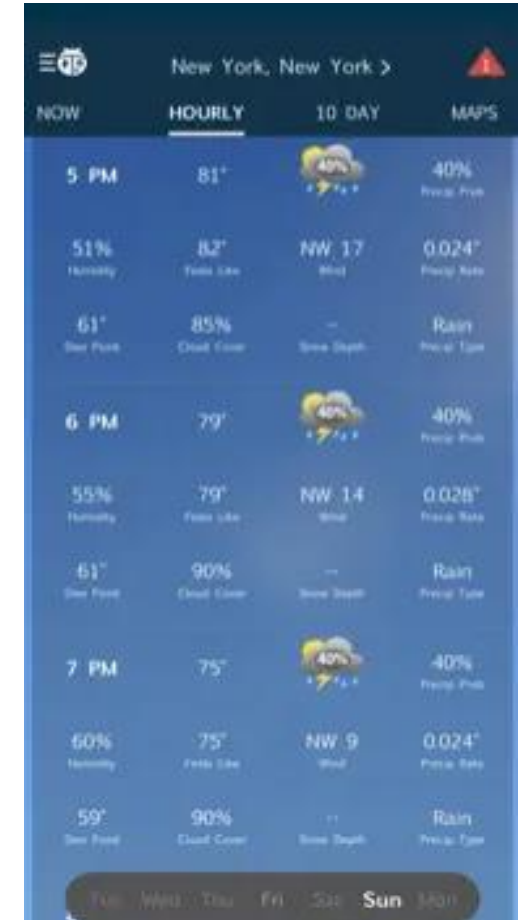 New York, New York >
NOW HOURLY 10 DAY MAPS
5 PM 81° 40% 40%
Precip Prob
51% 82° NW 17 0.024"
Humidity Feels Like Wind Precip Rate
61° 85% -- Rain
Dew Point Cloud Cover Snow Depth Precip Type
6 PM 79° 40% 40%
Precip Prob
55% 79° NW 14 0.028"
Humidity Feels Like Wind Precip Rate
61° 90% -- Rain
Dew Point Cloud Cover Snow Depth Precip Type
7 PM 75° 40% 40%
Precip Prob
60% 75° NW 9 0.024"
Humidity Feels Like Wind Precip Rate
59° 90% -- Rain
Dew Point Cloud Cover Snow Depth Precip Type
Tue Wed Thu Fri Sat Sun Mon